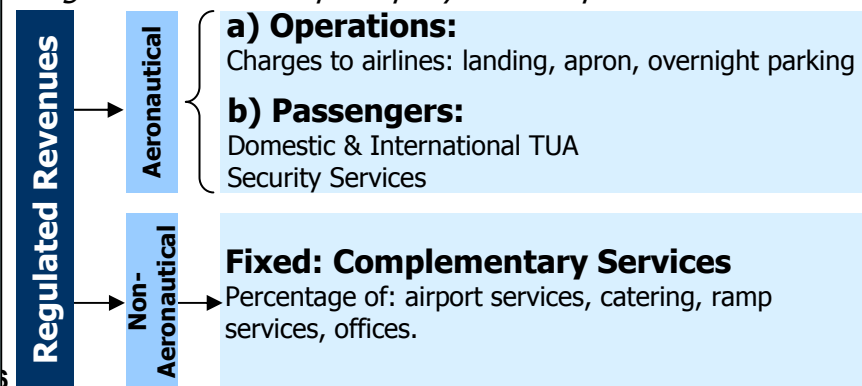 Regulated Revenues
Aeronautical
a) Operations:
Charges to airlines: landing, apron, overnight parking
b) Passengers:
Domestic & International TUA
Security Services
Non-
Aeronautical
Fixed: Complementary Services
Percentage of: airport services, catering, ramp
services, offices.